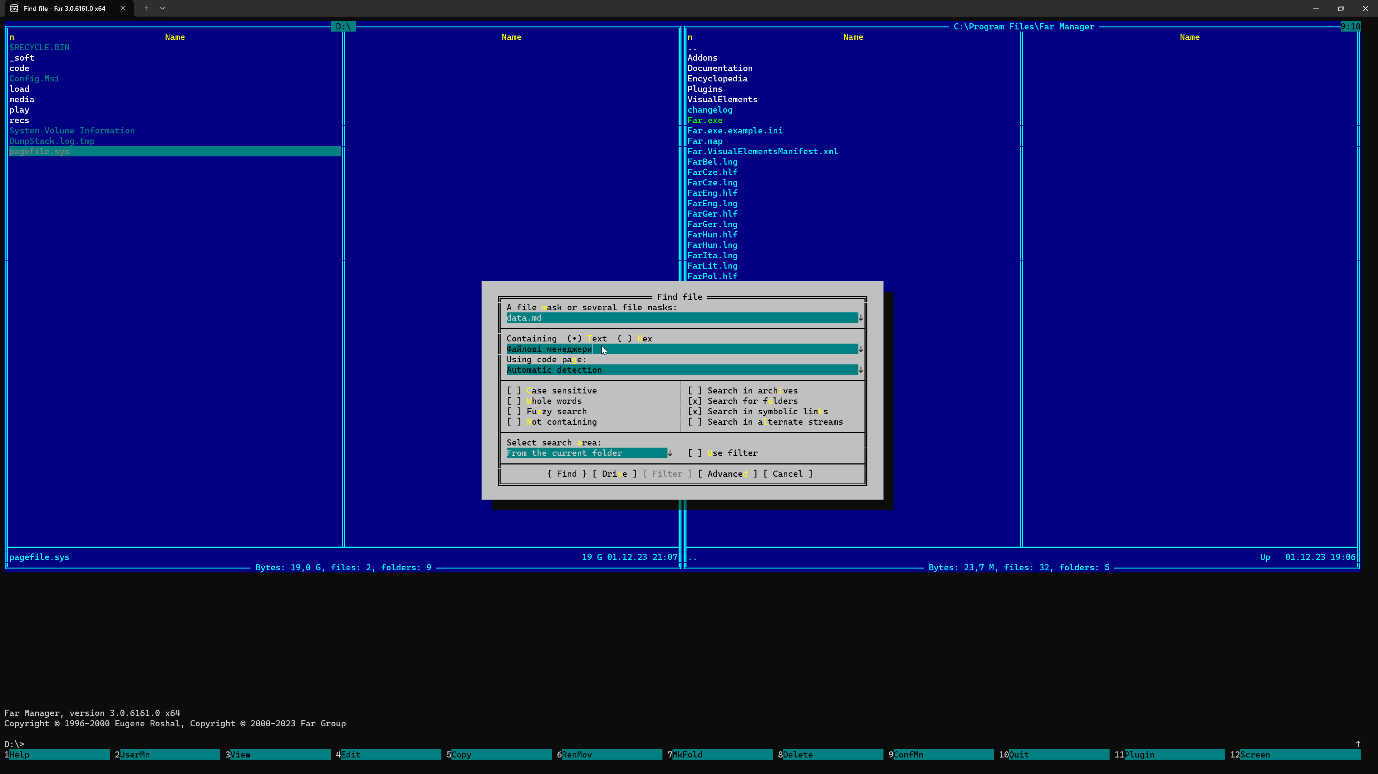 Find file - Far 3.0.6161.0 x64
D:\
C:\Program Files\Far Manager
9:10
n Name Name
n Name Name
$RECYCLE.BIN
_soft
code
Config.Msi
load
media
play
recs
System Volume Information
DumpStack.log.tmp
pagefile.sys
..
Addons
Documentation
Encyclopedia
Plugins
VisualElements
changelog
Far.exe
Far.exe.example.ini
Far.map
Far.VisualElementsManifest.xml
FarBel.lng
FarCze.hlf
FarCze.lng
FarEng.hlf
FarEng.lng
FarGer.hlf
FarGer.lng
FarHun.hlf
FarHun.lng
FarIta.lng
FarLit.lng
FarPol.hlf
Find file
A file mask or several file masks:
data.md
Containing (•) Text ( ) Hex
Файлові менеджери
Using code page:
Automatic detection
[ ] Case sensitive
[ ] Whole words
[ ] Fuzzy search
[ ] Not containing
[ ] Search in archives
[x] Search for folders
[x] Search in symbolic links
[ ] Search in alternate streams
Select search area:
From the current folder
[ ] Use filter
{ Find } [ Drive ] [ Filter ] [ Advanced ] [ Cancel ]
pagefile.sys 19 G 01.12.23 21:07
.. Up 01.12.23 19:06
Bytes: 19,0 G, files: 2, folders: 9
Bytes: 23,7 M, files: 32, folders: 5
Far Manager, version 3.0.6161.0 x64
Copyright © 1996-2000 Eugene Roshal, Copyright © 2000-2023 Far Group
D:\>
1Help 2UserMn 3View 4Edit 5Copy 6RenMov 7MkFold 8Delete 9ConfMn 10Quit 11Plugin 12Screen